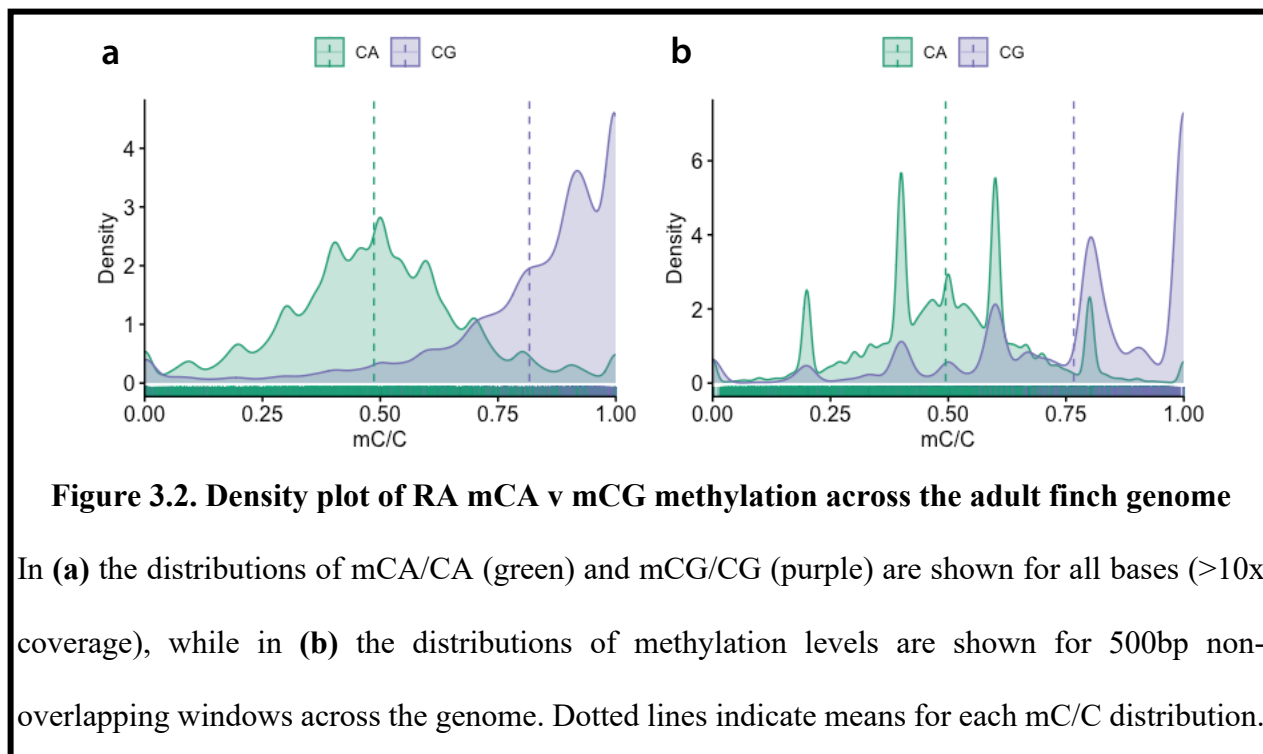 a
CA CG
b
CA CG
Density
4
3
2
1
0
0.00 0.25 0.50 0.75 1.00
mC/C
Density
6
4
2
0
0.00 0.25 0.50 0.75 1.00
mC/C
Figure 3.2. Density plot of RA mCA v mCG methylation across the adult finch genome
In (a) the distributions of mCA/CA (green) and mCG/CG (purple) are shown for all bases (>10x
coverage), while in (b) the distributions of methylation levels are shown for 500bp non-
overlapping windows across the genome. Dotted lines indicate means for each mC/C distribution.